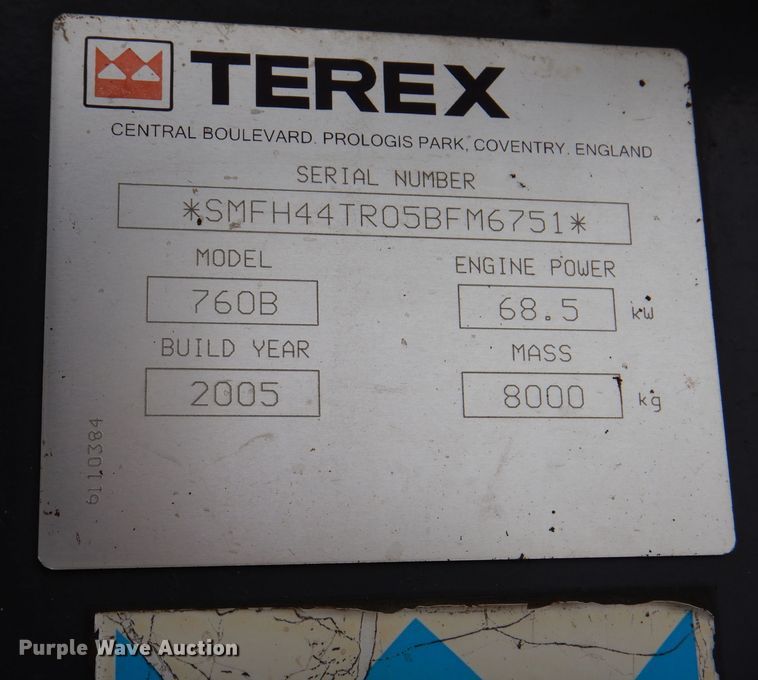 TEREX
CENTRAL BOULEVARD. PROLOGIS PARK, COVENTRY. ENGLAND
SERIAL NUMBER
*SMFH44TR05BFM6751*
MODEL
760B
ENGINE POWER
68.5 kW
BUILD YEAR
2005
MASS
8000 kg
6110384
Purple Wave Auction